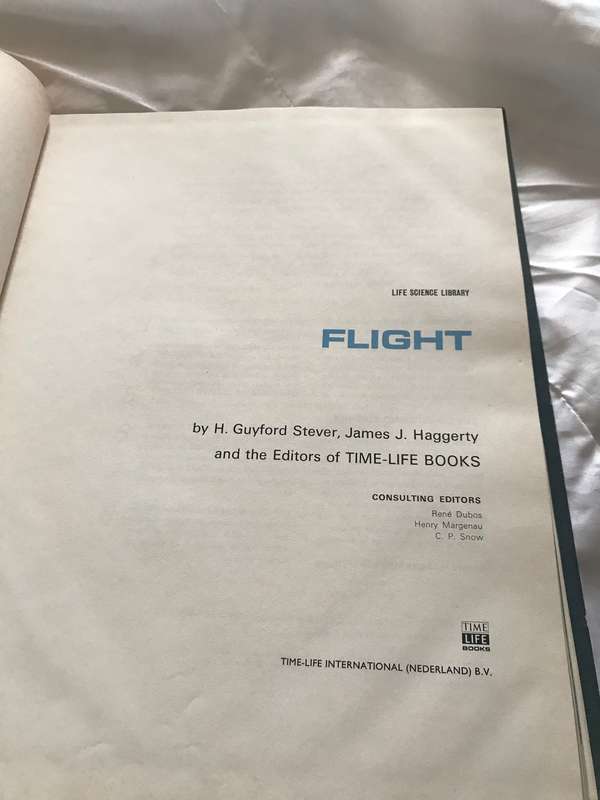 LIFE SCIENCE LIBRARY
FLIGHT
by H. Guyford Stever, James J. Haggerty
and the Editors of TIME-LIFE BOOKS
CONSULTING EDITORS
René Dubos
Henry Margenau
C. P. Snow
TIME
LIFE
BOOKS
TIME-LIFE INTERNATIONAL (NEDERLAND) B.V.